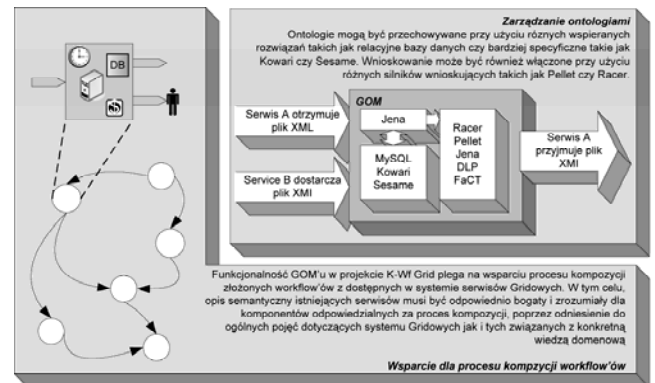 Zarządzanie ontologiami
Ontologie mogą być przechowywane przy użyciu róznych wspieranych
rozwiązań takich jak relacyjne bazy danych czy bardziej specyficzne takie jak
Kowari czy Sesame. Wnioskowanie może być również włączone przy użyciu
różnych silników wnioskujących takich jak Pellet czy Racer.
DB
GOM
Serwis A otrzymuje
plik XML
Jena
Racer
Pellet
Jena
DLP
FaCT
MySQL
Kowari
Sesame
Serwis A
przyjmuje plik
XMI
Service B dostarcza
plik XMI
Funkcjonalność GOM'u w projekcie K-Wf Grid plega na wsparciu procesu kompozycji
złożonych workflow'ów z dostępnych w systemie serwisów Gridowych. W tym celu,
opis semantyczny istniejących serwisów musi być odpowiednio bogaty i zrozumiały dla
komponentów odpowiedzialnych za proces kompozycji, poprzez odniesienie do
ogólnych pojęć dotyczących systemu Gridowych jak i tych związanych z konkretną
wiedzą domenową
Wsparcie dla procesu kompzycji workflow'ów